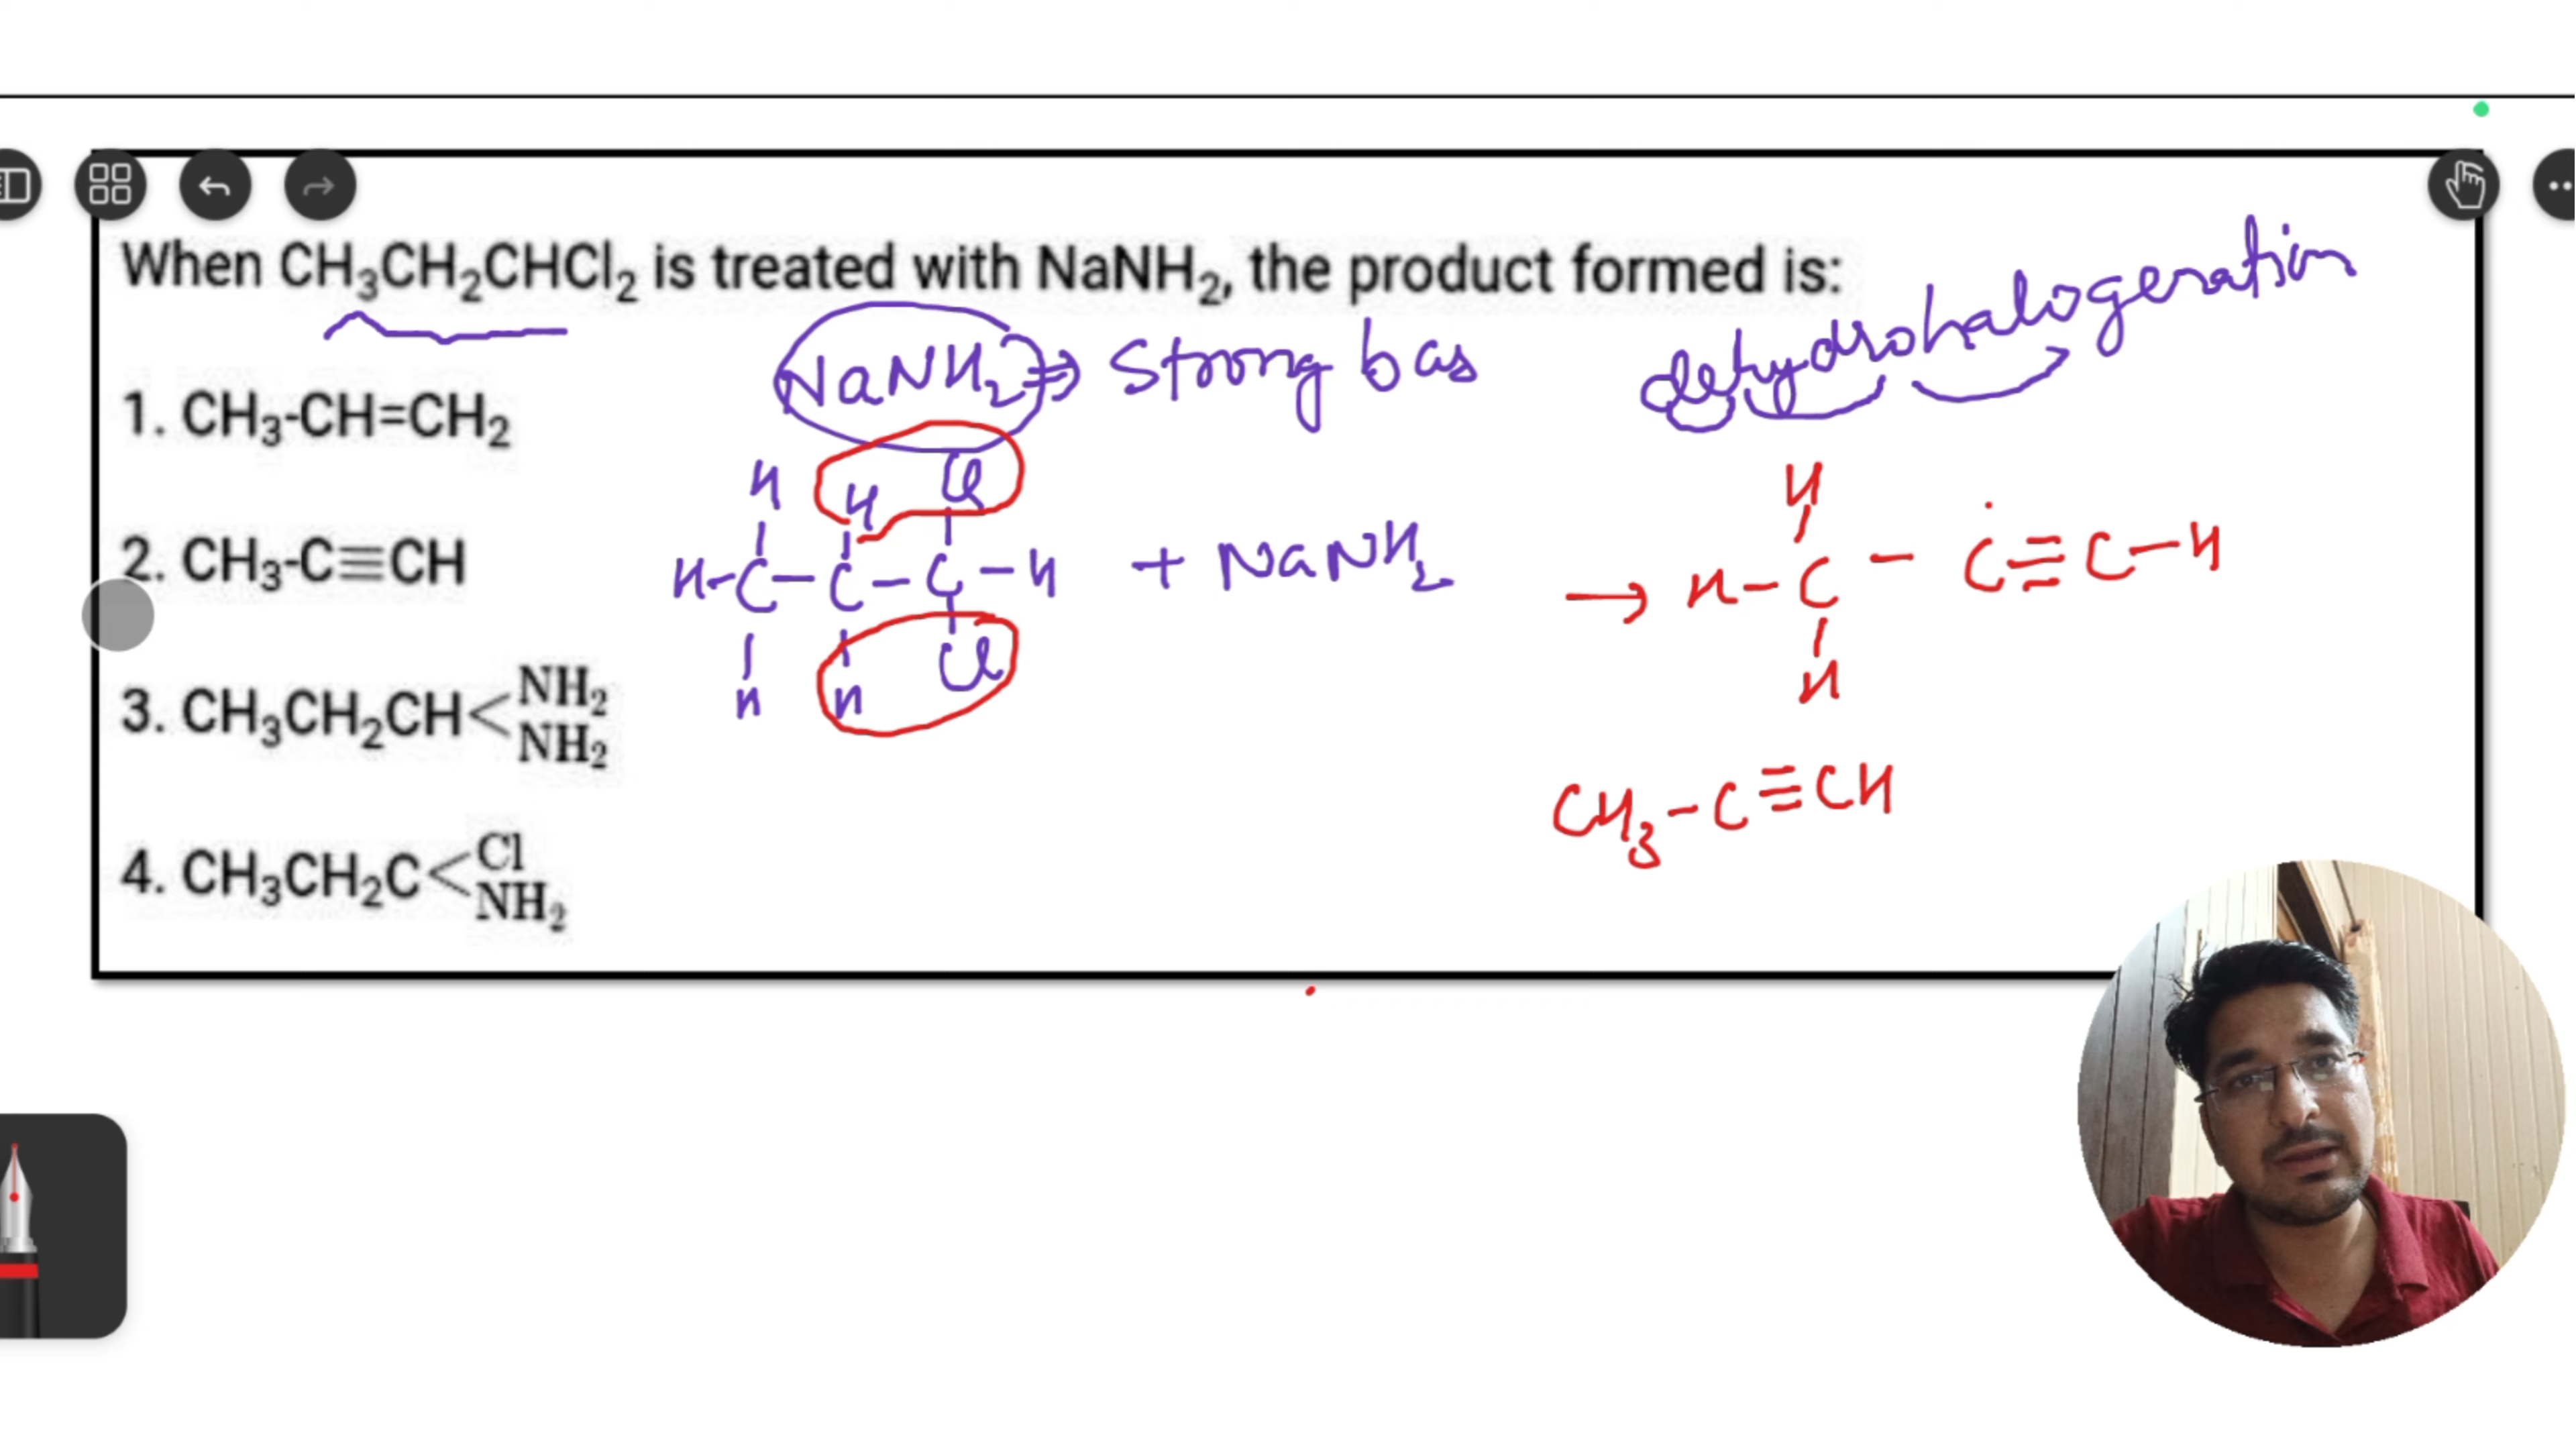 When CH₃CH₂CHCl₂ is treated with NaNH₂, the product formed is:
dehydrohalogenation
NaNH₂ ⇒ Strong bas
1. CH₃-CH=CH₂
2. CH₃-C≡CH
3. CH₃CH₂CH< NH₂
NH₂
4. CH₃CH₂C< Cl
NH₂
H H Cl
H-C-C-C-H + NaNH₂
H H Cl
H
→ H-C-C≡C-H
H
CH₃-C≡CH